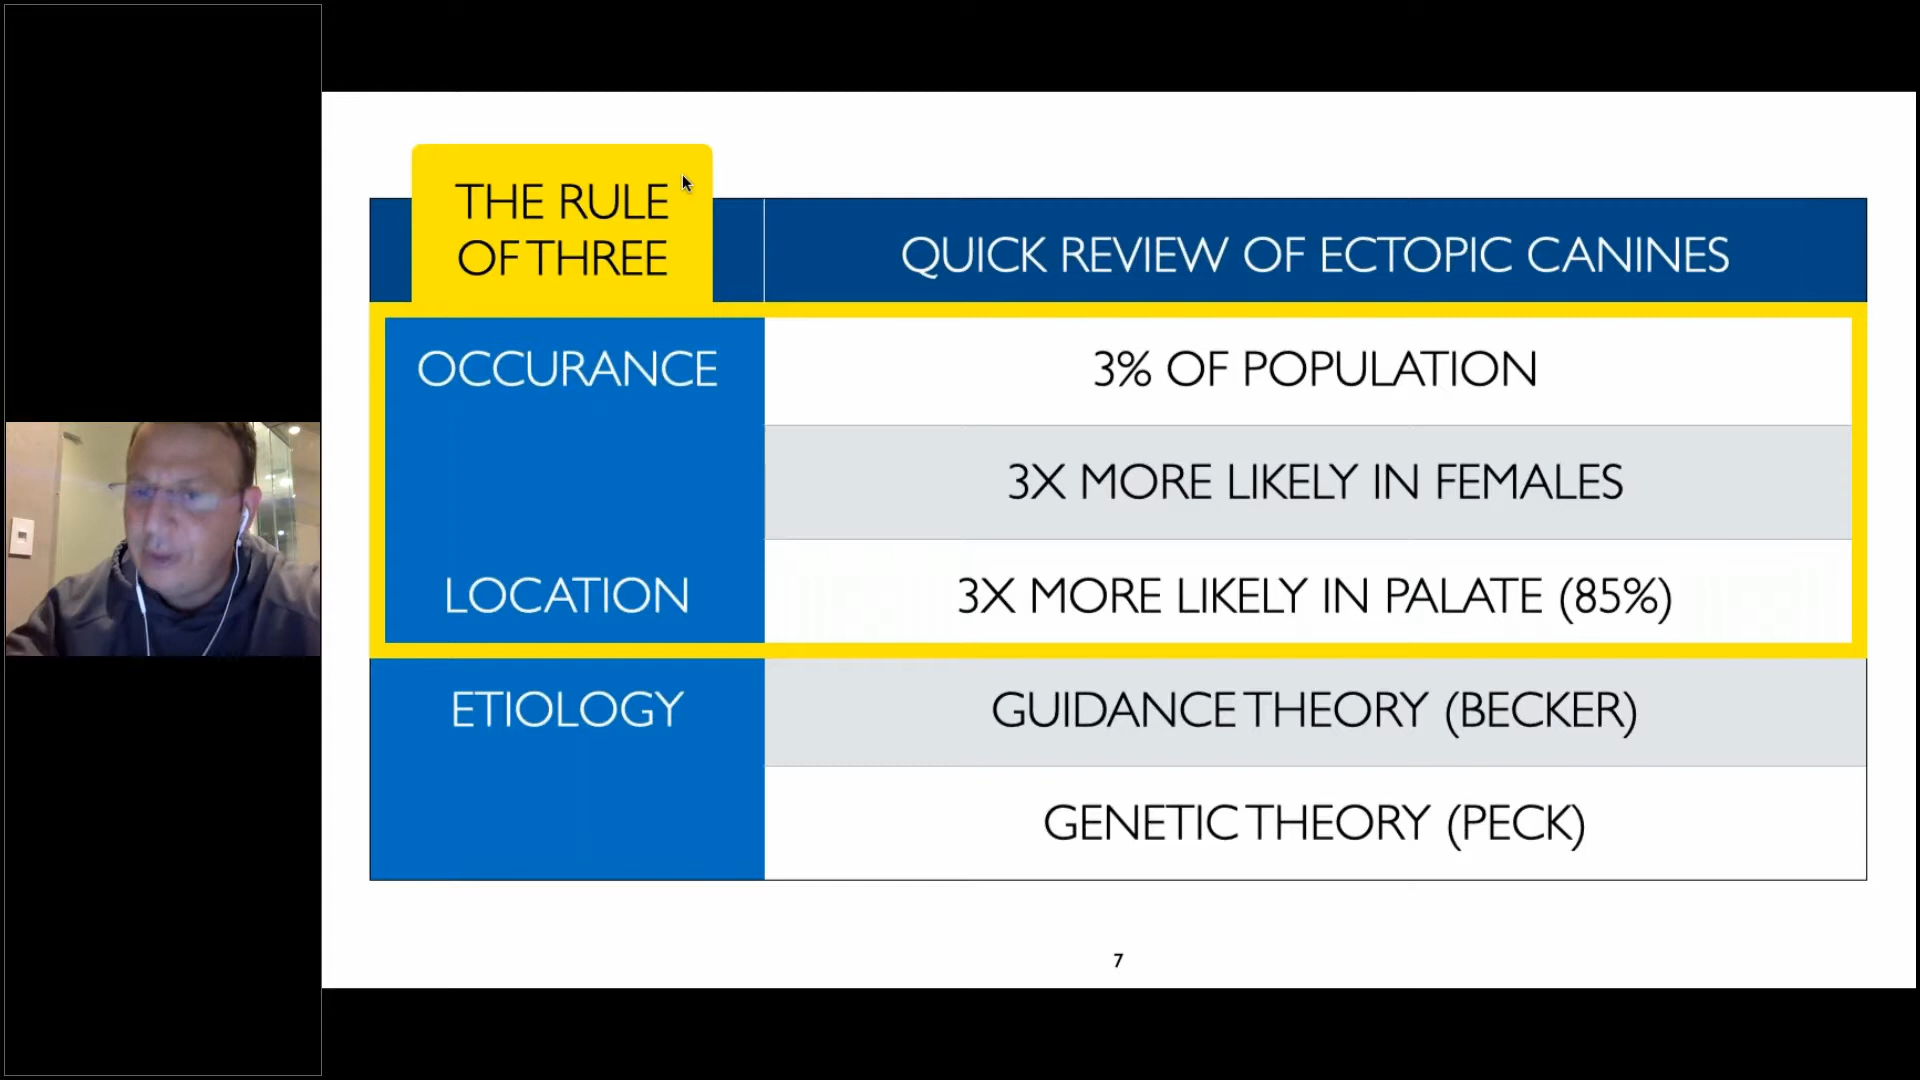 THE RULE
OF THREE
QUICK REVIEW OF ECTOPIC CANINES
OCCURANCE
3% OF POPULATION
3X MORE LIKELY IN FEMALES
LOCATION
3X MORE LIKELY IN PALATE (85%)
ETIOLOGY
GUIDANCE THEORY (BECKER)
GENETIC THEORY (PECK)
7